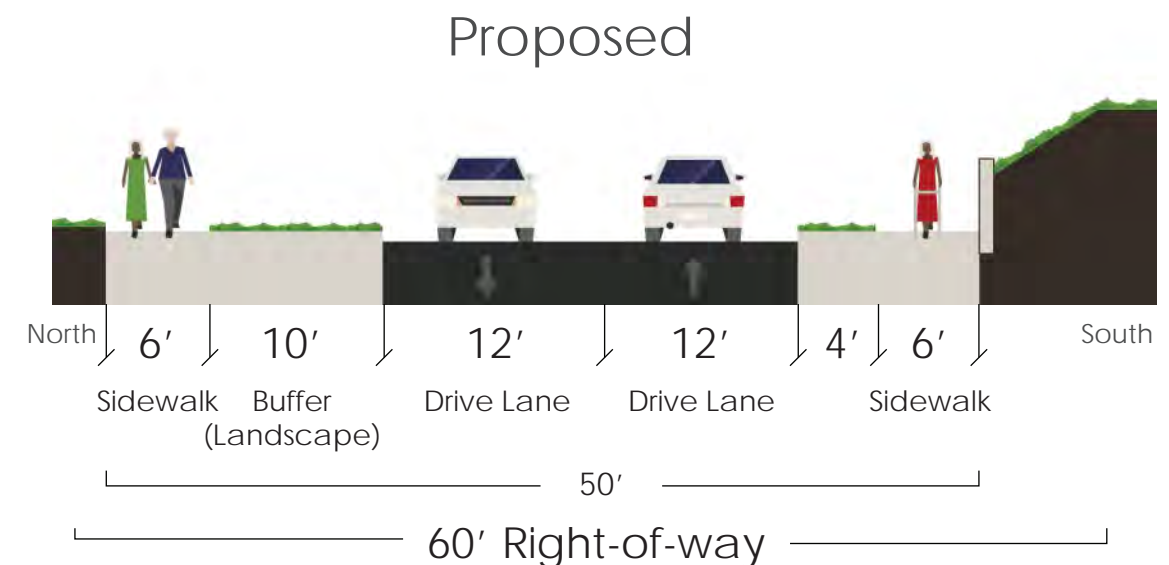 Proposed
North 6′ 10′ 12′ 12′ 4′ 6′ South
Sidewalk Buffer Drive Lane Drive Lane Sidewalk
(Landscape)
50′
60′ Right-of-way